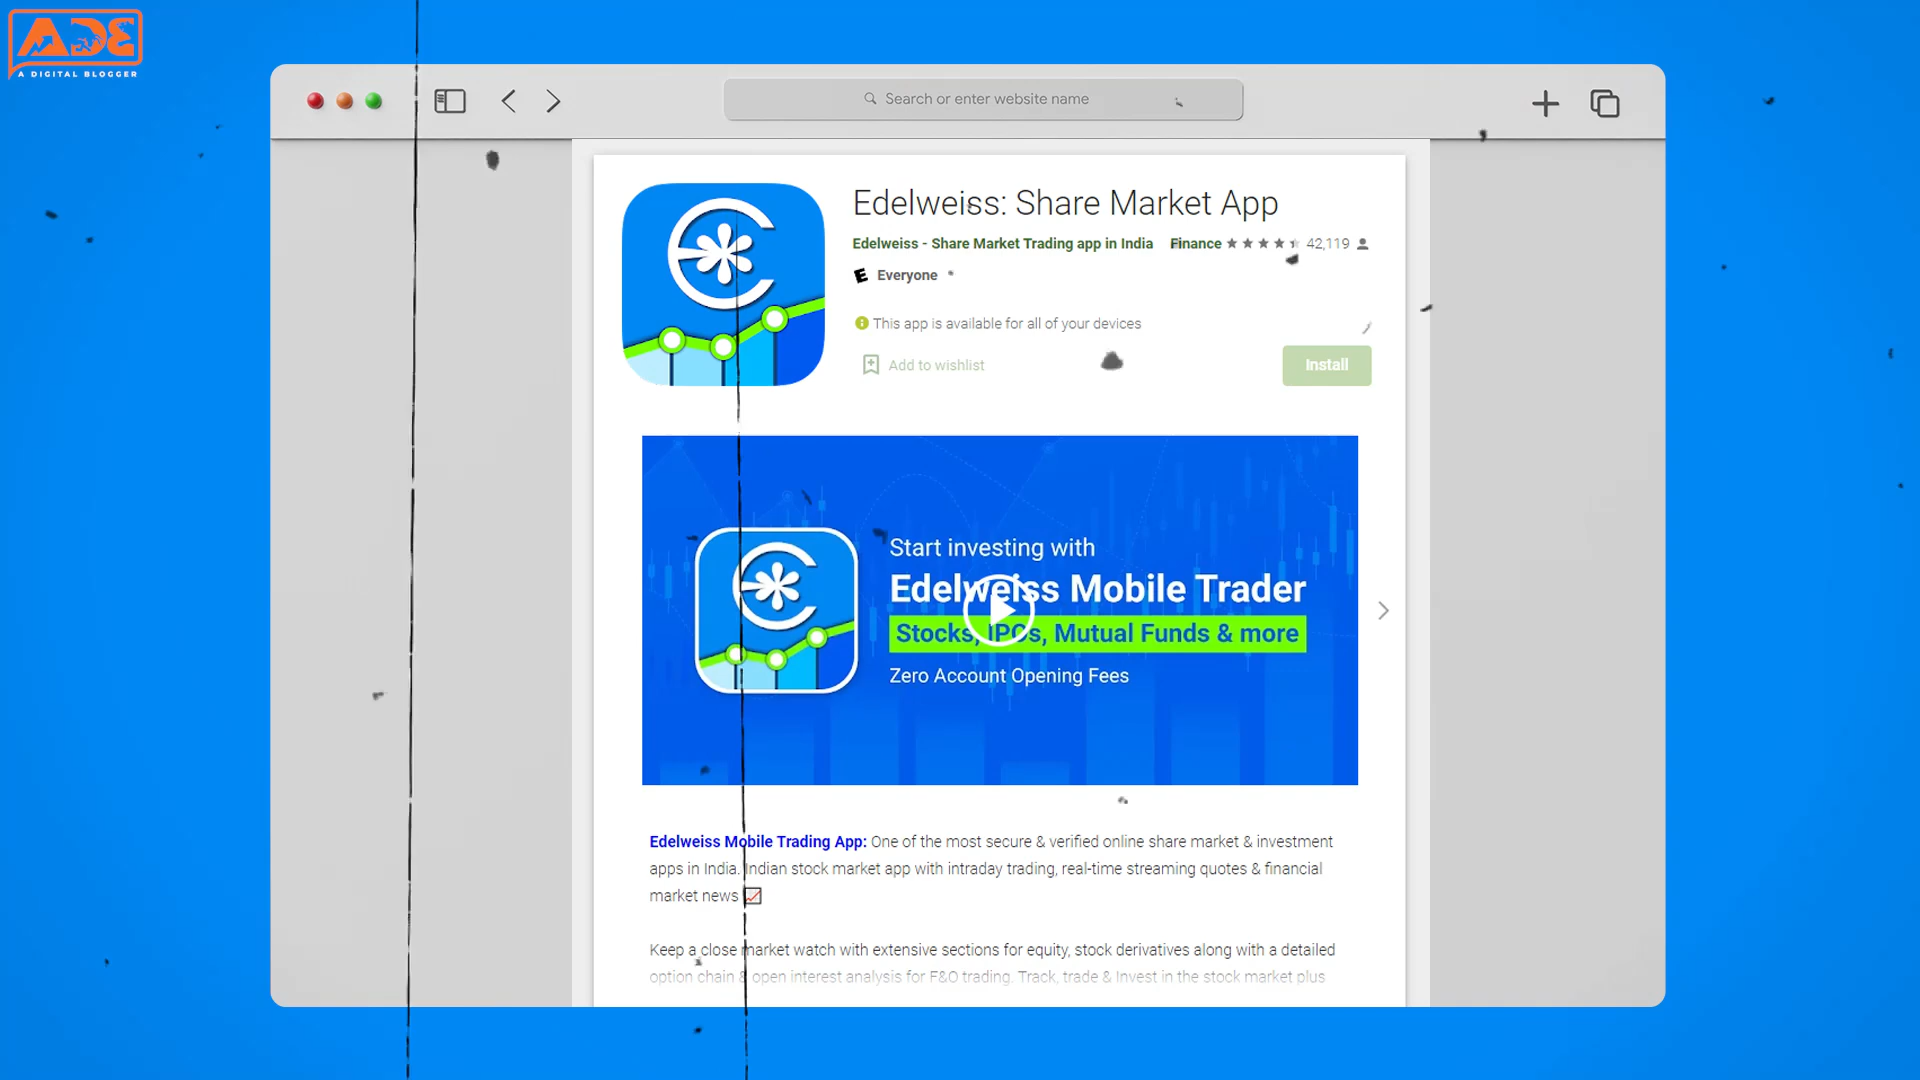 ADB
A DIGITAL BLOGGER
Search or enter website name
Edelweiss: Share Market App
Edelweiss - Share Market Trading app in India Finance 42,119
E Everyone
This app is available for all of your devices
Add to wishlist
Install
Start investing with
Edelweiss Mobile Trader
Stocks, IPOs, Mutual Funds & more
Zero Account Opening Fees
Edelweiss Mobile Trading App: One of the most secure & verified online share market & investment
apps in India. Indian stock market app with intraday trading, real-time streaming quotes & financial
market news
Keep a close market watch with extensive sections for equity, stock derivatives along with a detailed
option chain & open interest analysis for F&O trading. Track, trade & Invest in the stock market plus